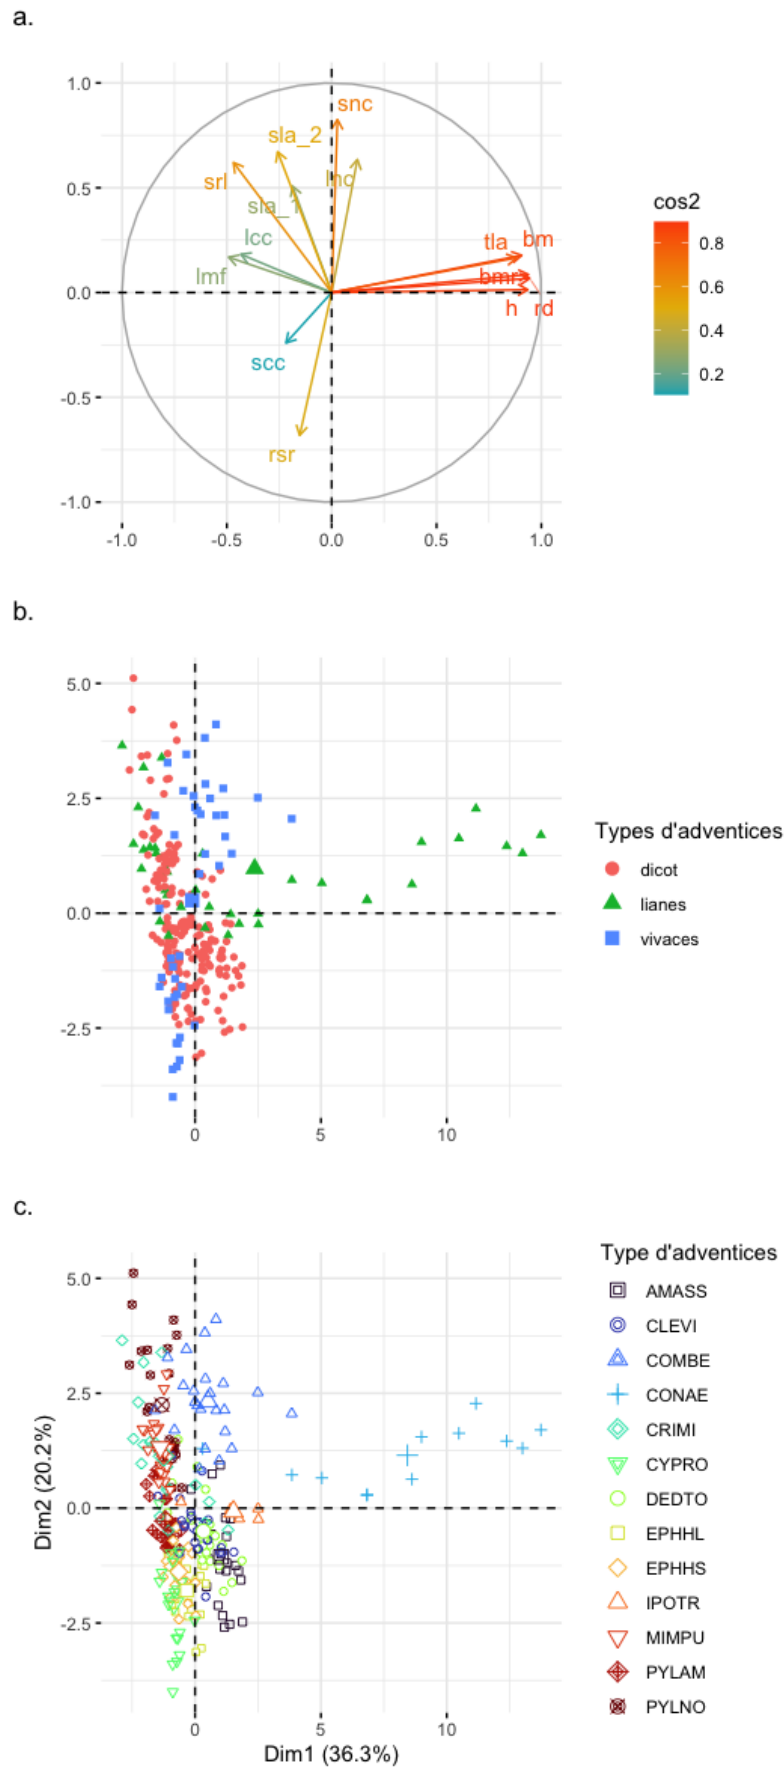 a.
1.0
0.5
0.0
-0.5
-1.0
snc
sla_2
lnc
srl
sla_1
lcc
lmf
tla
bm
bmr
h
rd
scc
rsr
-1.0
-0.5
0.0
0.5
1.0
cos2
0.8
0.6
0.4
0.2
b.
5.0
2.5
0.0
-2.5
0
5
10
Types d'adventices
dicot
lianes
vivaces
c.
5.0
2.5
0.0
-2.5
Dim2 (20.2%)
0
5
10
Dim1 (36.3%)
Type d'adventices
AMASS
CLEVI
COMBE
CONAE
CRIMI
CYPRO
DEDTO
EPHHL
EPHHS
IPOTR
MIMPU
PYLAM
PYLNO